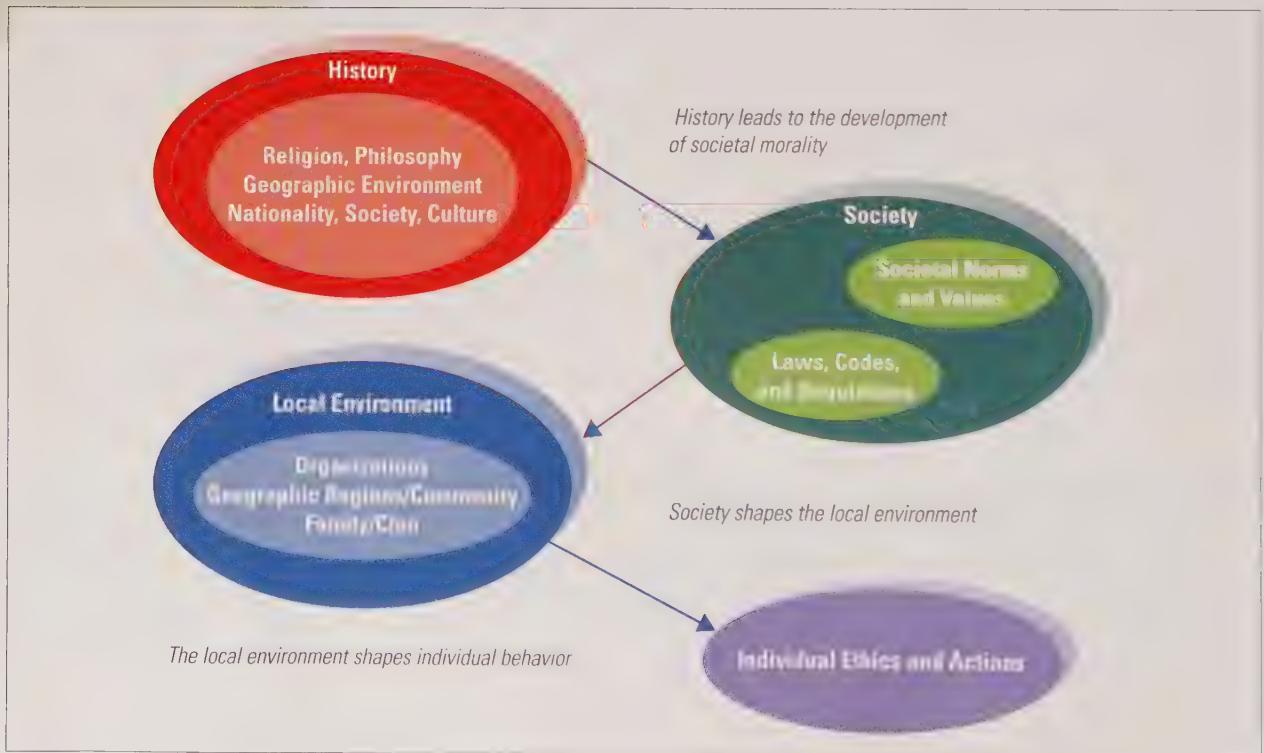 History
Religion, Philosophy
Geographic Environment
Nationality, Society, Culture
History leads to the development
of societal morality
Society
Societal Norms
and Values
Laws, Codes,
and Regulations
Local Environment
Organizations
Geographic Regions/Community
Family/Clan
Society shapes the local environment
The local environment shapes individual behavior
Individual Ethics and Actions